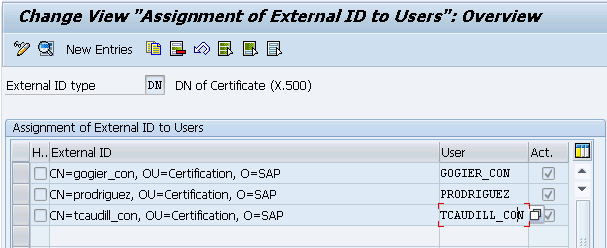 Change View "Assignment of External ID to Users": Overview
New Entries
External ID type DN DN of Certificate (X.500)
Assignment of External ID to Users
H.. External ID User Act.
CN=gogier_con, OU=Certification, O=SAP GOGIER_CON
CN=prodriguez, OU=Certification, O=SAP PRODRIGUEZ
CN=tcaudill_con, OU=Certification, O=SAP TCAUDILL_CON